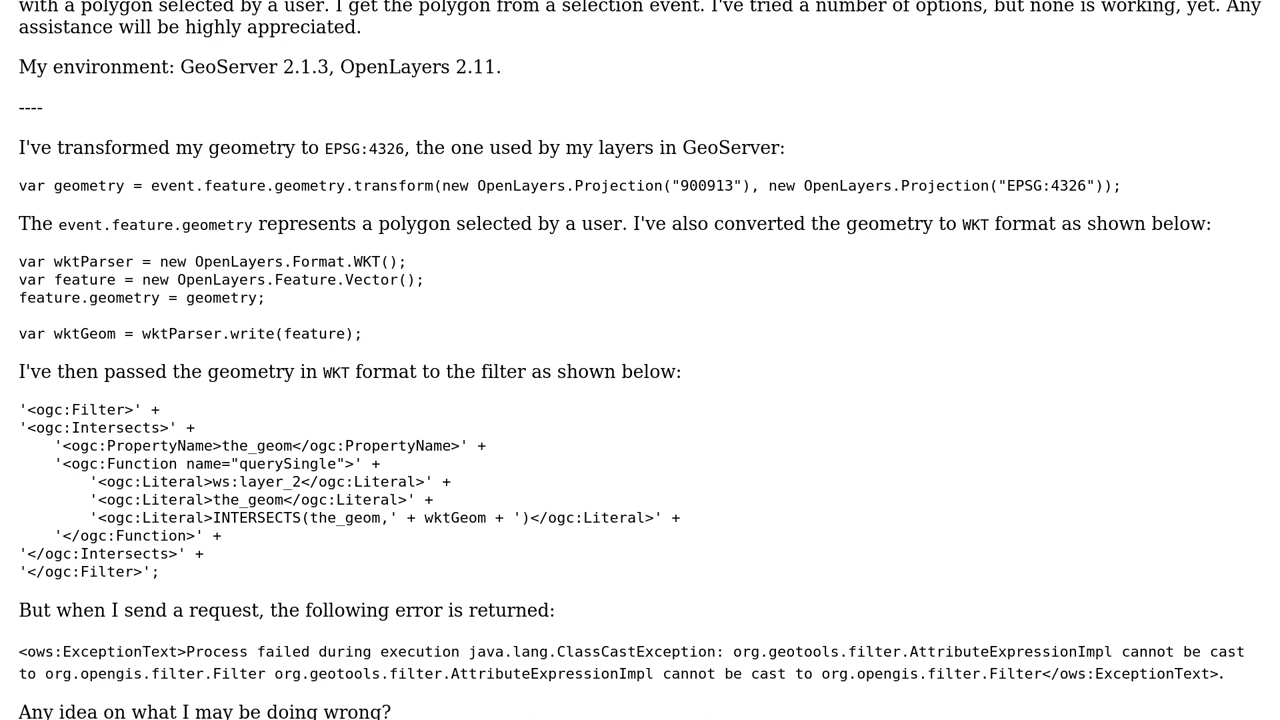 with a polygon selected by a user. I get the polygon from a selection event. I've tried a number of options, but none is working, yet. Any
assistance will be highly appreciated.
My environment: GeoServer 2.1.3, OpenLayers 2.11.
----
I've transformed my geometry to EPSG:4326, the one used by my layers in GeoServer:
var geometry = event.feature.geometry.transform(new OpenLayers.Projection("900913"), new OpenLayers.Projection("EPSG:4326"));
The event.feature.geometry represents a polygon selected by a user. I've also converted the geometry to WKT format as shown below:
var wktParser = new OpenLayers.Format.WKT();
var feature = new OpenLayers.Feature.Vector();
feature.geometry = geometry;
var wktGeom = wktParser.write(feature);
I've then passed the geometry in WKT format to the filter as shown below:
'<ogc:Filter>' +
'<ogc:Intersects>' +
    '<ogc:PropertyName>the_geom</ogc:PropertyName>' +
    '<ogc:Function name="querySingle">' +
        '<ogc:Literal>ws:layer_2</ogc:Literal>' +
        '<ogc:Literal>the_geom</ogc:Literal>' +
        '<ogc:Literal>INTERSECTS(the_geom,' + wktGeom + ')</ogc:Literal>' +
    '</ogc:Function>' +
'</ogc:Intersects>' +
'</ogc:Filter>';
But when I send a request, the following error is returned:
<ows:ExceptionText>Process failed during execution java.lang.ClassCastException: org.geotools.filter.AttributeExpressionImpl cannot be cast
to org.opengis.filter.Filter org.geotools.filter.AttributeExpressionImpl cannot be cast to org.opengis.filter.Filter</ows:ExceptionText>.
Any idea on what I may be doing wrong?